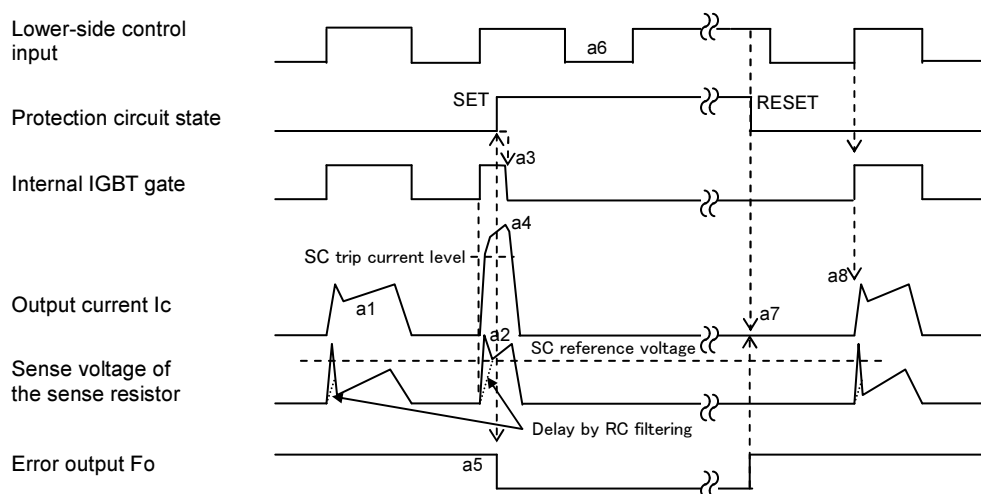 Lower-side control
input
a6
SET
RESET
Protection circuit state
a3
Internal IGBT gate
a4
SC trip current level
a8
Output current Ic
a1
a7
a2
SC reference voltage
Sense voltage of
the sense resistor
Delay by RC filtering
Error output Fo
a5